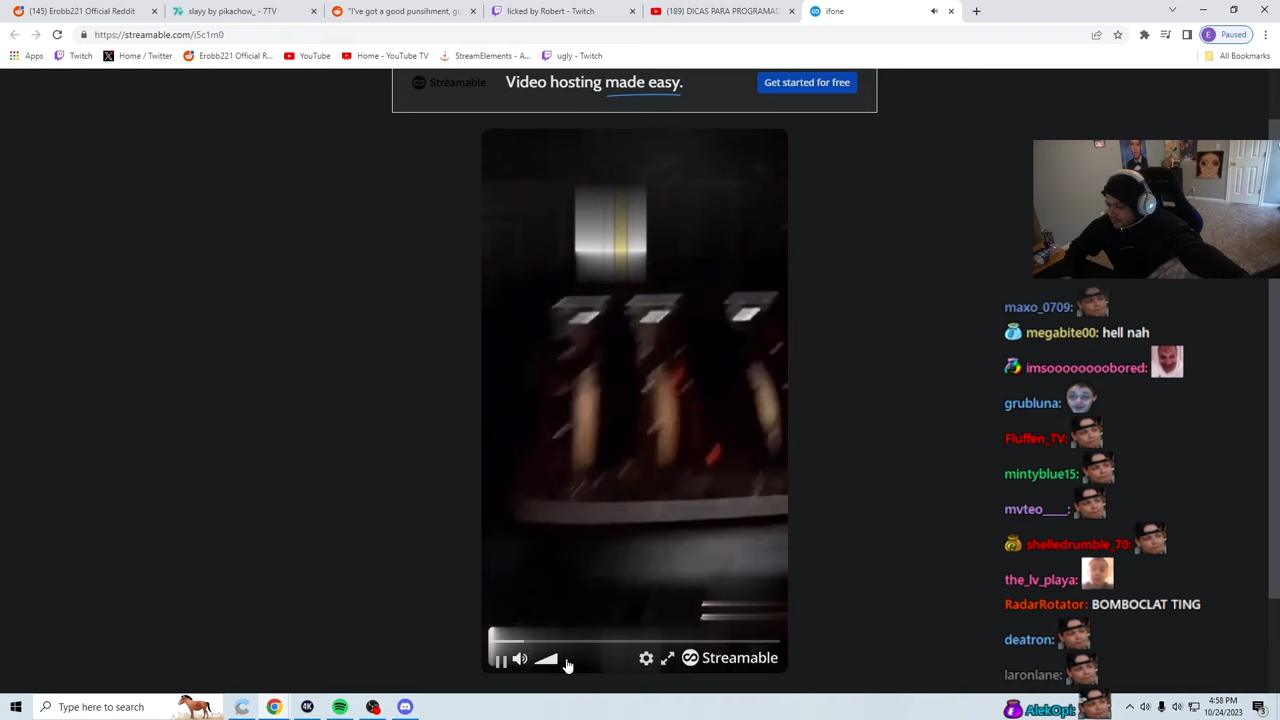 (145) Erobb221 Official Reddit
slayy by pikachow_ - 7TV
"I've got a good punsihment, go
licked by Robert - Twitch
(189) DICAS PARA PROGRAMAD
ifone
https://streamable.com/i5c1m0
Paused
Apps
Twitch
Home / Twitter
Erobb221 Official R...
YouTube
Home - YouTube TV
StreamElements - A...
ugly - Twitch
All Bookmarks
Streamable
Video hosting made easy.
Get started for free
maxo_0709:
megabite00: hell nah
imsoooooooobored:
grubluna:
Fluffen_TV:
mintyblue15:
mvteo____:
shelledrumble_70:
the_lv_playa:
RadarRotator: BOMBOCLAT TING
deatron:
laronlane:
AlekOpi:
Streamable
Type here to search
4K
4:58 PM
10/24/2023
3